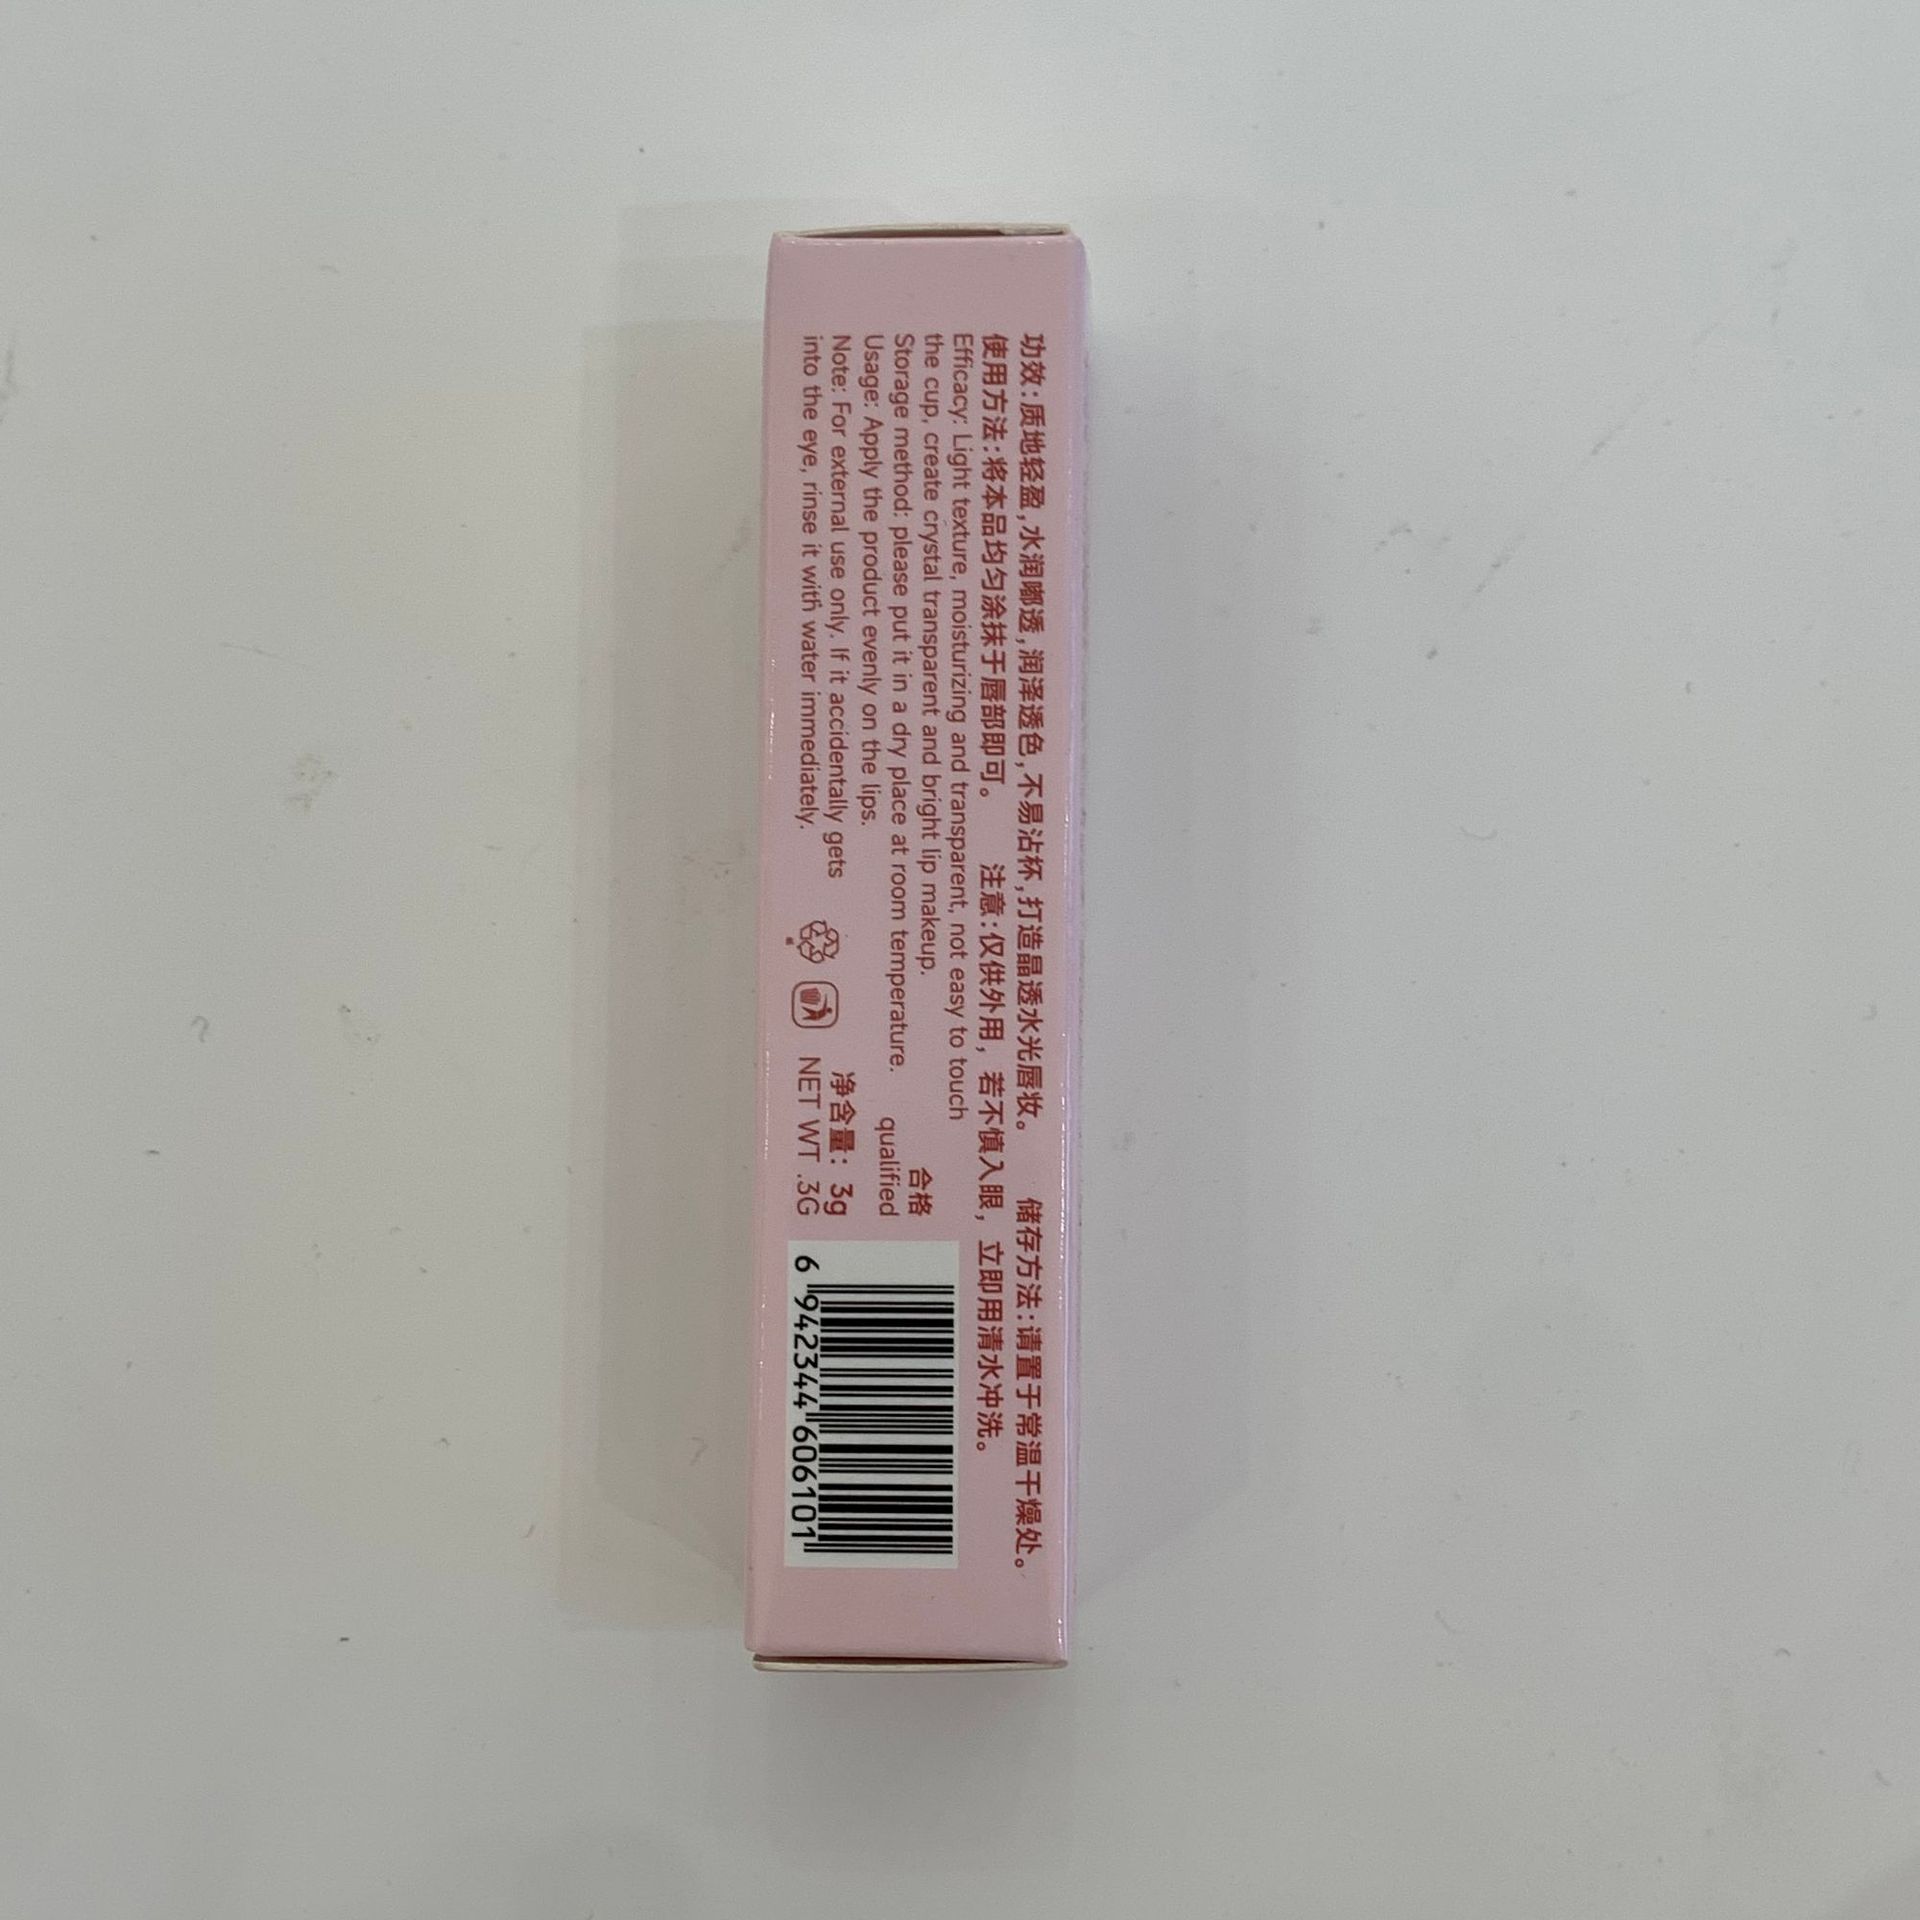 功效：质地轻盈，水润嘟透，润泽透色，不易沾杯，打造晶透水光唇妆。 储存方法：请置于常温干燥处。
使用方法：将本品均匀涂抹于唇部即可。 注意：仅供外用，若不慎入眼，立即用清水冲洗。
Efficacy: Light texture, moisturizing and transparent, not easy to touch
the cup, create crystal transparent and bright lip makeup.
Storage method: please put it in a dry place at room temperature.
Usage: Apply the product evenly on the lips.
Note: For external use only. If it accidentally gets
into the eye, rinse it with water immediately.
合格
qualified
净含量：3g
NET WT .3G
6 942344 606101